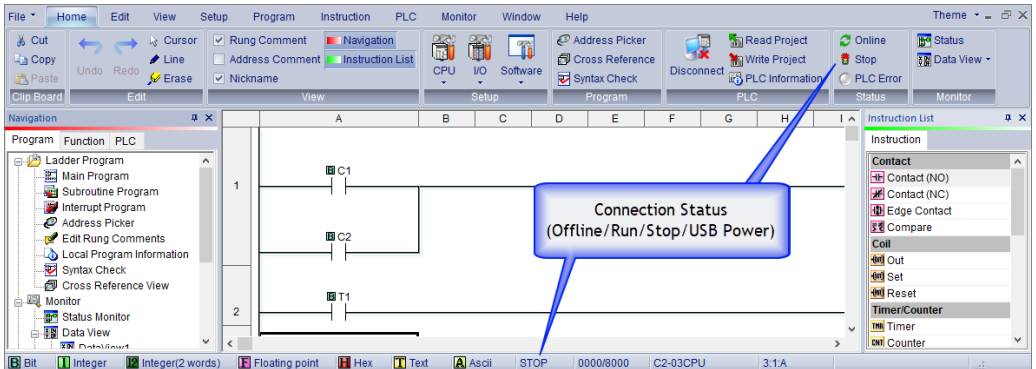 File Home Edit View Setup Program Instruction PLC Monitor Window Help Theme
Cut Cursor Rung Comment Navigation Address Picker Read Project Online Status
Copy Line Address Comment Instruction List Cross Reference Write Project Stop Data View
Paste Undo Redo Erase Nickname CPU I/O Software Syntax Check Disconnect PLC Information PLC Error
Clip Board Edit View Setup Program PLC Status Monitor
Navigation
Program Function PLC
Ladder Program
Main Program
Subroutine Program
Interrupt Program
Address Picker
Edit Rung Comments
Local Program Information
Syntax Check
Cross Reference View
Monitor
Status Monitor
Data View
DataView1
A B C D E F G H I
1
B C1
B C2
2
B T1
Connection Status
(Offline/Run/Stop/USB Power)
Instruction List
Instruction
Contact
Contact (NO)
Contact (NC)
Edge Contact
Compare
Coil
Out
Set
Reset
Timer/Counter
TMR Timer
CNT Counter
B Bit I Integer I2 Integer(2 words) F Floating point H Hex T Text A Ascii STOP 0000/8000 C2-03CPU 3:1:A